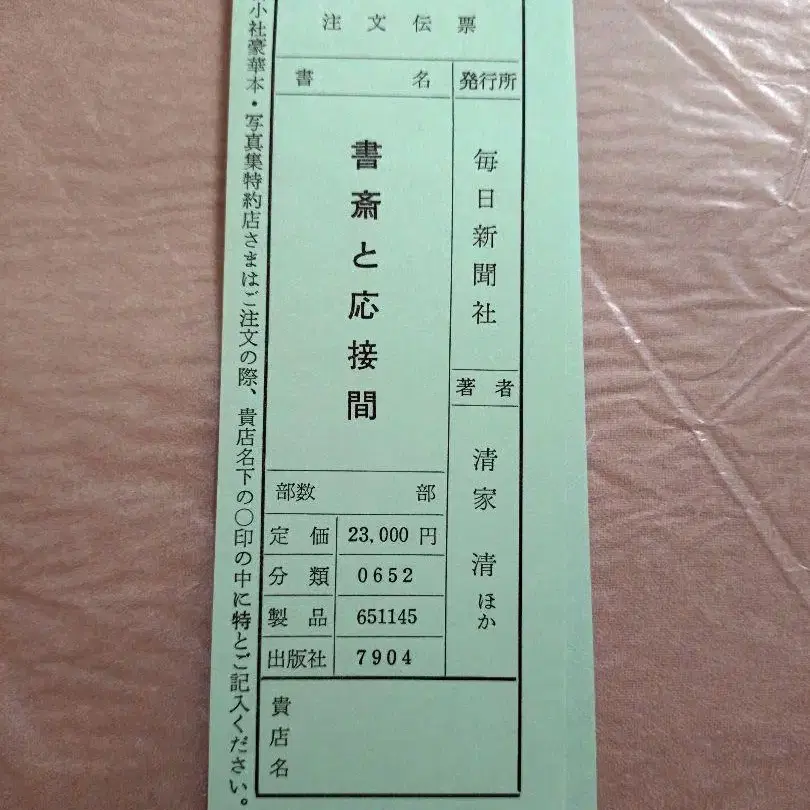 注文伝票
発行所
毎日新聞社
著者
清家 清 ほか
書名
書斎と応接間
部数 部
定価 23,000円
分類 0652
製品 651145
出版社 7904
貴店名
小社豪華本・写真集特約店さまはご注文の際、貴店名下の〇印の中に特とご記入ください。